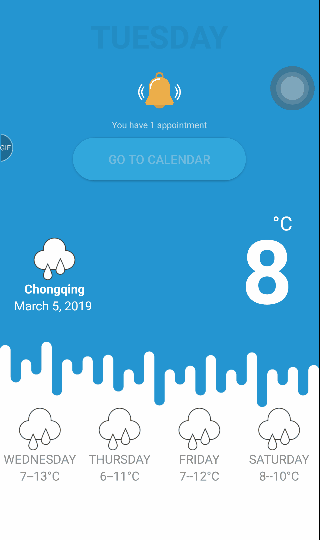 TUESDAY
You have 1 appointment
GO TO CALENDAR
GIF
°C
8
Chongqing
March 5, 2019
WEDNESDAY THURSDAY FRIDAY SATURDAY
7–13°C 6–11°C 7–12°C 8--10°C